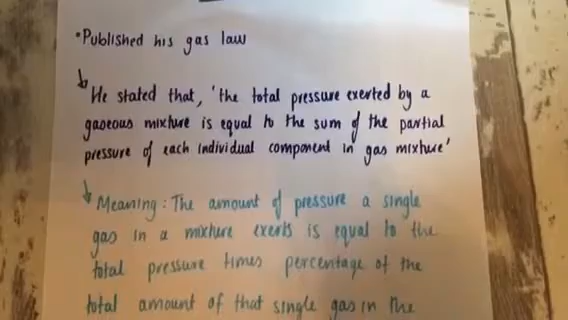 •Published his gas law
↳He stated that, 'the total pressure exerted by a
gaseous mixture is equal to the sum of the partial
pressure of each individual component in gas mixture'
↳Meaning: The amount of pressure a single
gas in a mixture exerts is equal to the
total pressure times percentage of the
total amount of that single gas in the